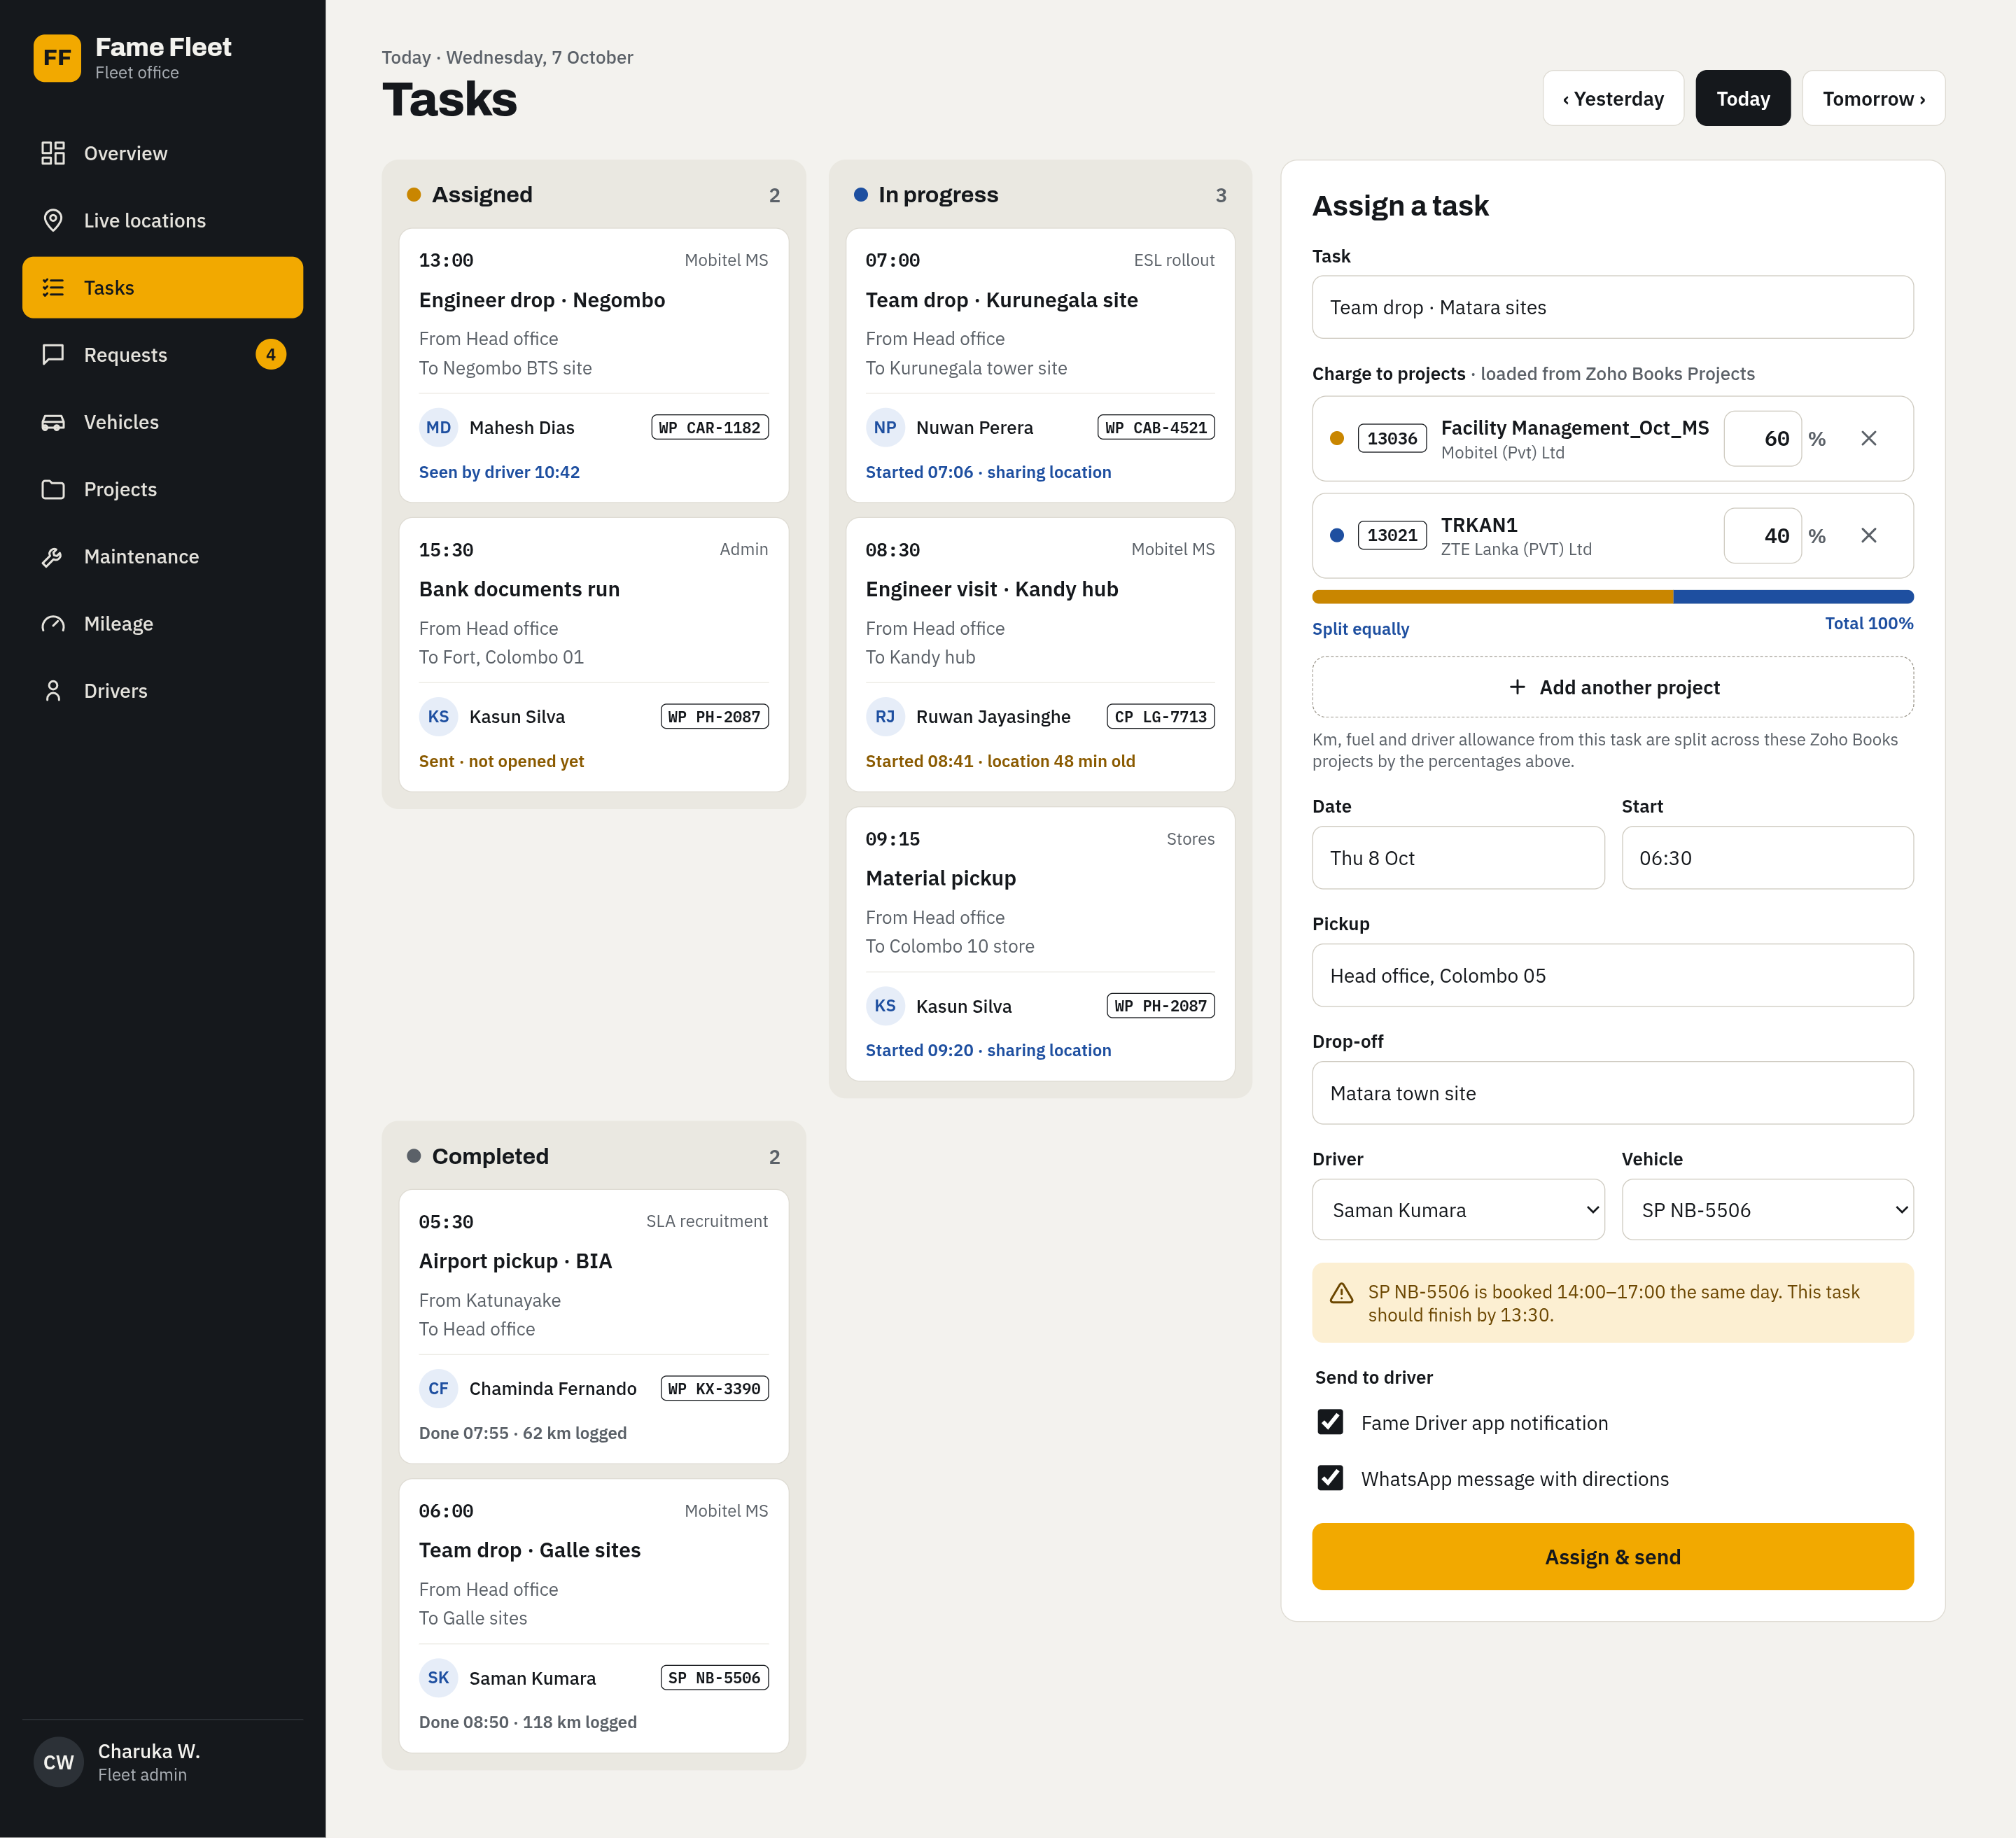 FF
Fame Fleet
Fleet office
Overview
Live locations
Tasks
Requests 4
Vehicles
Projects
Maintenance
Mileage
Drivers
CW
Charuka W.
Fleet admin
Today · Wednesday, 7 October
Tasks
‹ Yesterday
Today
Tomorrow ›
Assigned 2
13:00 Mobitel MS
Engineer drop · Negombo
From Head office
To Negombo BTS site
MD Mahesh Dias WP CAR-1182
Seen by driver 10:42
15:30 Admin
Bank documents run
From Head office
To Fort, Colombo 01
KS Kasun Silva WP PH-2087
Sent · not opened yet
In progress 3
07:00 ESL rollout
Team drop · Kurunegala site
From Head office
To Kurunegala tower site
NP Nuwan Perera WP CAB-4521
Started 07:06 · sharing location
08:30 Mobitel MS
Engineer visit · Kandy hub
From Head office
To Kandy hub
RJ Ruwan Jayasinghe CP LG-7713
Started 08:41 · location 48 min old
09:15 Stores
Material pickup
From Head office
To Colombo 10 store
KS Kasun Silva WP PH-2087
Started 09:20 · sharing location
Completed 2
05:30 SLA recruitment
Airport pickup · BIA
From Katunayake
To Head office
CF Chaminda Fernando WP KX-3390
Done 07:55 · 62 km logged
06:00 Mobitel MS
Team drop · Galle sites
From Head office
To Galle sites
SK Saman Kumara SP NB-5506
Done 08:50 · 118 km logged
Assign a task
Task
Team drop · Matara sites
Charge to projects · loaded from Zoho Books Projects
13036 Facility Management_Oct_MS 60 %
Mobitel (Pvt) Ltd
13021 TRKAN1 40 %
ZTE Lanka (PVT) Ltd
Split equally Total 100%
+ Add another project
Km, fuel and driver allowance from this task are split across these Zoho Books
projects by the percentages above.
Date Start
Thu 8 Oct 06:30
Pickup
Head office, Colombo 05
Drop-off
Matara town site
Driver Vehicle
Saman Kumara SP NB-5506
SP NB-5506 is booked 14:00–17:00 the same day. This task
should finish by 13:30.
Send to driver
Fame Driver app notification
WhatsApp message with directions
Assign & send